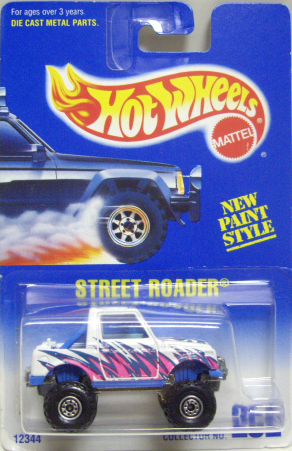 For ages over 3 years.
DIE CAST METAL PARTS.
HOT WHEELS
MATTEL
NEW
PAINT
STYLE
STREET ROADER®
12344
COLLECTOR NO.